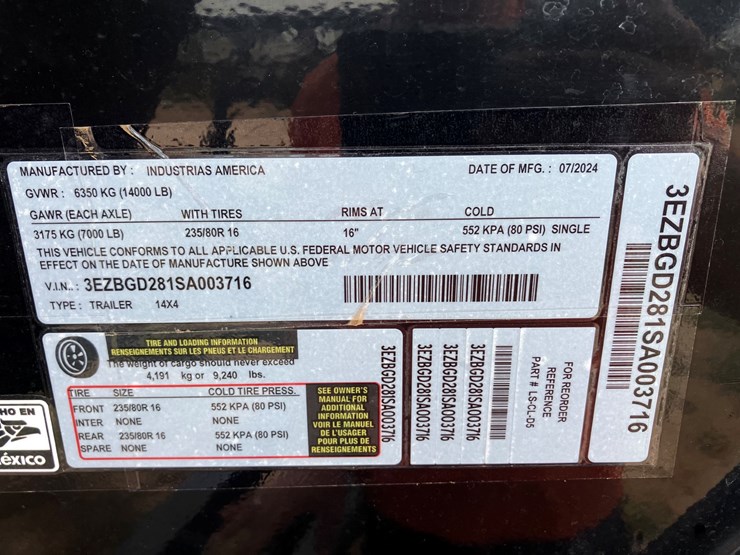 MANUFACTURED BY : INDUSTRIAS AMERICA DATE OF MFG. : 07/2024
GVWR : 6350 KG (14000 LB)
GAWR (EACH AXLE) WITH TIRES RIMS AT COLD
3175 KG (7000 LB) 235/80R 16 16" 552 KPA (80 PSI) SINGLE
THIS VEHICLE CONFORMS TO ALL APPLICABLE U.S. FEDERAL MOTOR VEHICLE SAFETY STANDARDS IN
EFFECT ON THE DATE OF MANUFACTURE SHOWN ABOVE
V.I.N.. : 3EZBGD281SA003716
TYPE : TRAILER 14X4
3EZBGD281SA003716
TIRE AND LOADING INFORMATION
RENSEIGNEMENTS SUR LES PNEUS ET LE CHARGEMENT
The weight of cargo should never exceed
4,191 kg or 9,240 lbs.
TIRE SIZE COLD TIRE PRESS.
FRONT 235/80R 16 552 KPA (80 PSI)
INTER NONE NONE
REAR 235/80R 16 552 KPA (80 PSI)
SPARE NONE NONE
SEE OWNER'S
MANUAL FOR
ADDITIONAL
INFORMATION
VOIR LE MANUEL
DE L'USAGER
POUR PLUS DE
RENSEIGNEMENTS
3EZBGD281SA003716
3EZBGD281SA003716
3EZBGD281SA003716
3EZBGD281SA003716
FOR REORDER
REFERENCE
PART # LS-CL-D5
HO EN
éxico